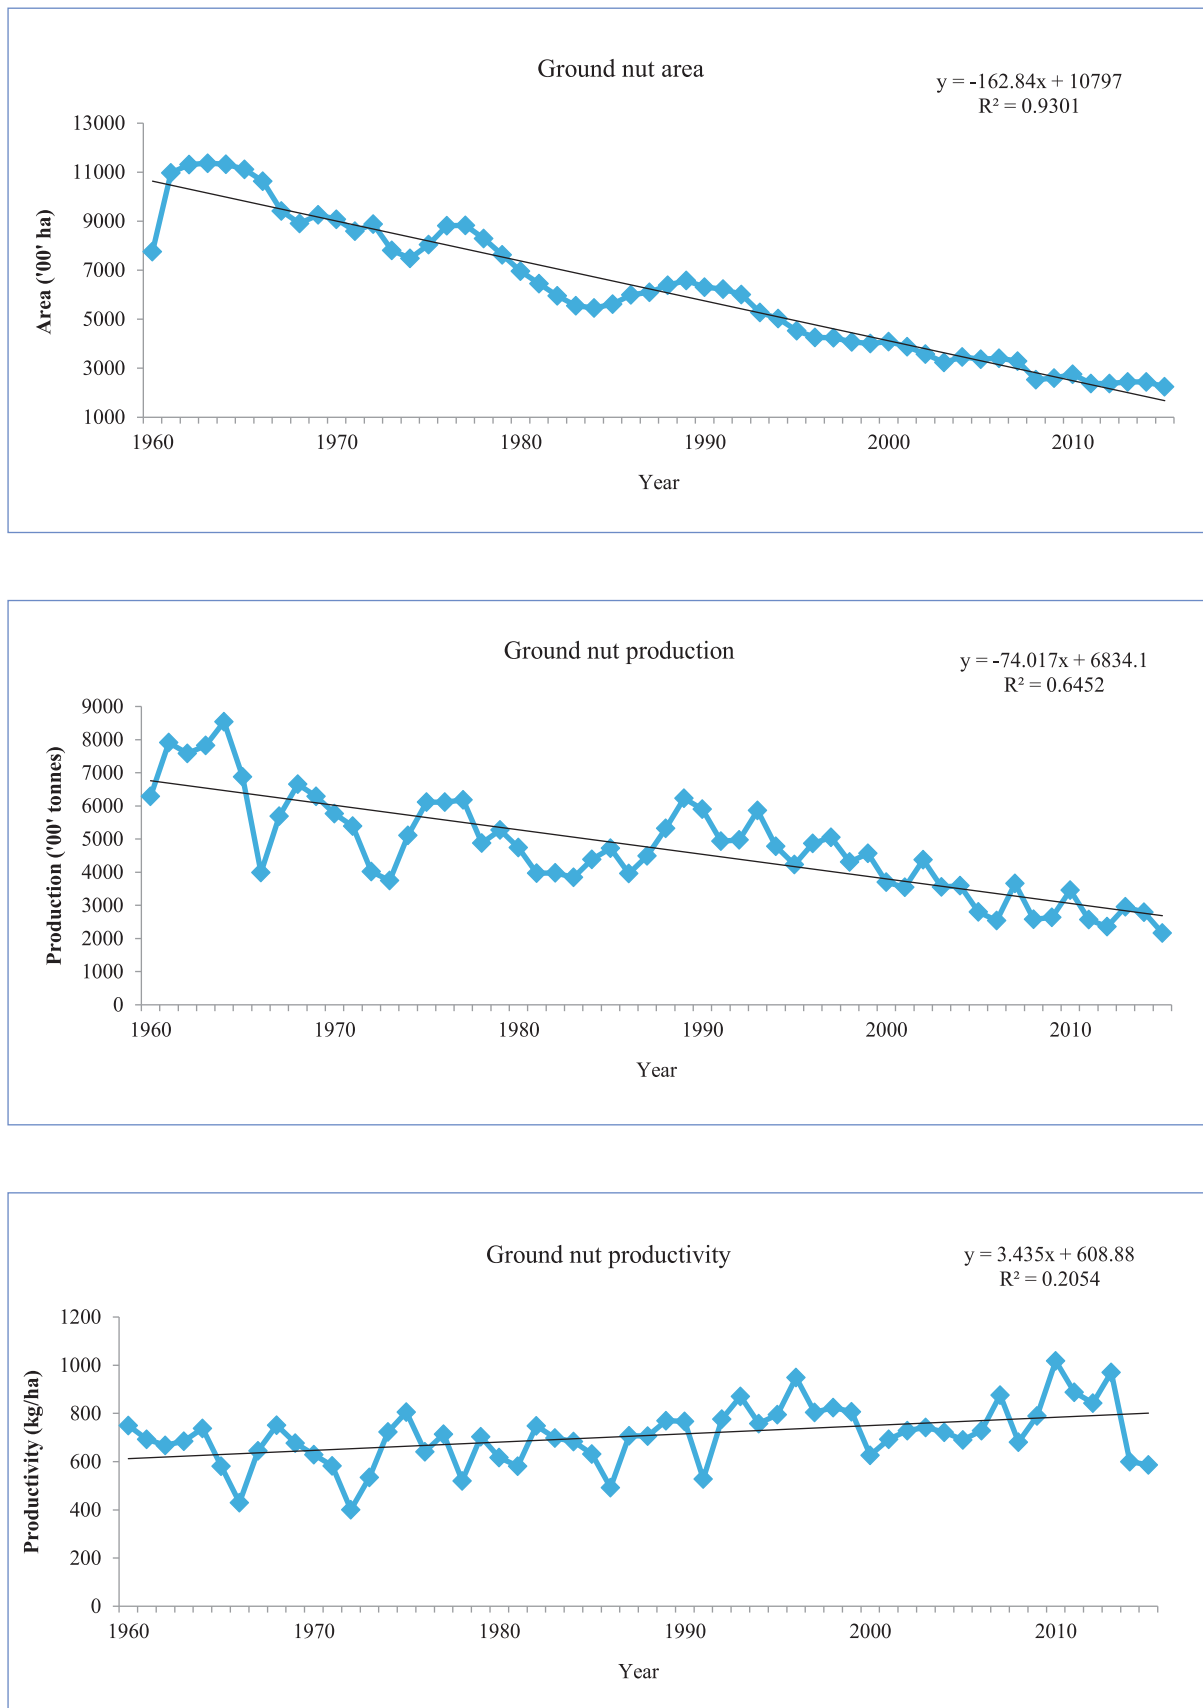 Ground nut area
y = -162.84x + 10797
R² = 0.9301
Area ('00' ha)
13000
11000
9000
7000
5000
3000
1000
1960 1970 1980 1990 2000 2010
Year
Ground nut production
y = -74.017x + 6834.1
R² = 0.6452
Production ('00' tonnes)
9000
8000
7000
6000
5000
4000
3000
2000
1000
0
1960 1970 1980 1990 2000 2010
Year
Ground nut productivity
y = 3.435x + 608.88
R² = 0.2054
Productivity (kg/ha)
1200
1000
800
600
400
200
0
1960 1970 1980 1990 2000 2010
Year